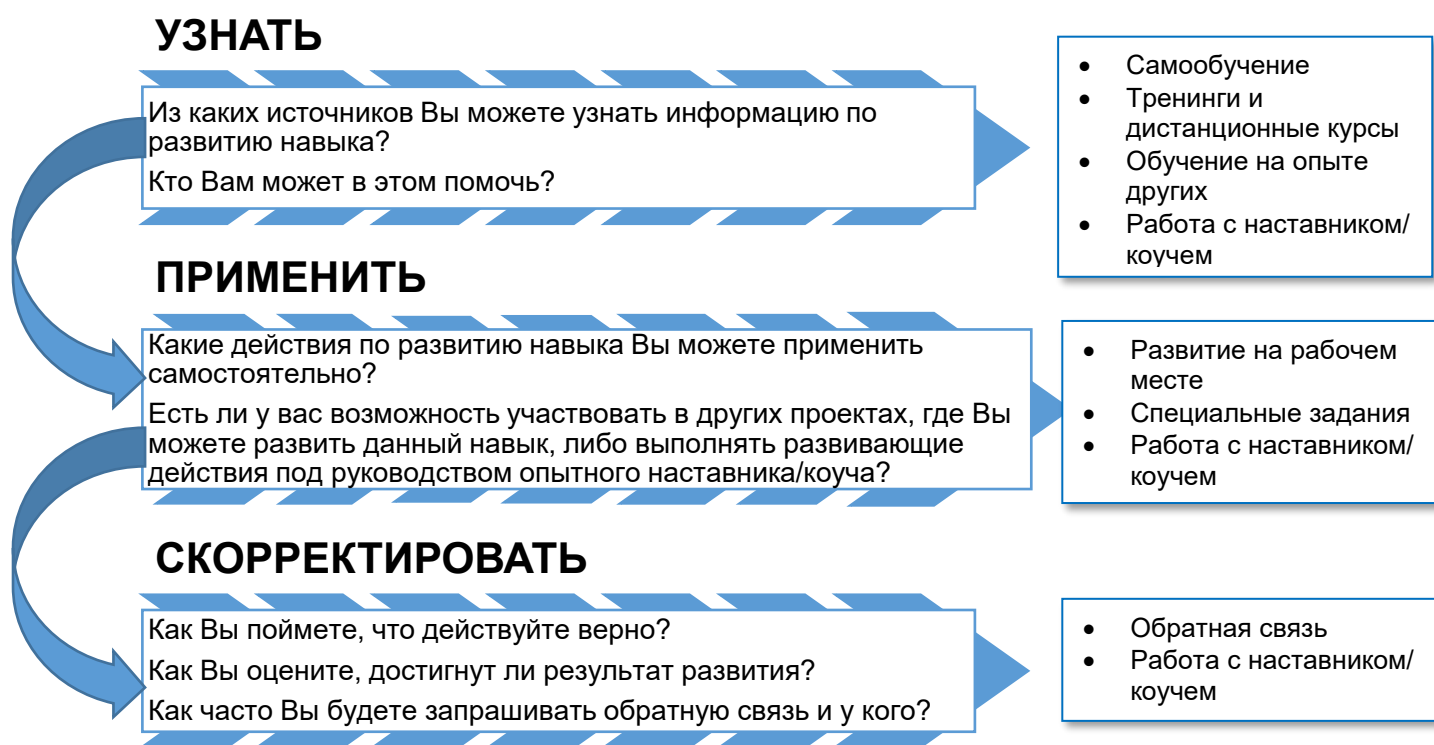 УЗНАТЬ
Из каких источников Вы можете узнать информацию по
развитию навыка?
Кто Вам может в этом помочь?
• Самообучение
• Тренинги и
дистанционные курсы
• Обучение на опыте
других
• Работа с наставником/
коучем
ПРИМЕНИТЬ
Какие действия по развитию навыка Вы можете применить
самостоятельно?
Есть ли у вас возможность участвовать в других проектах, где Вы
можете развить данный навык, либо выполнять развивающие
действия под руководством опытного наставника/коуча?
• Развитие на рабочем
месте
• Специальные задания
• Работа с наставником/
коучем
СКОРРЕКТИРОВАТЬ
Как Вы поймете, что действуйте верно?
Как Вы оцените, достигнут ли результат развития?
Как часто Вы будете запрашивать обратную связь и у кого?
• Обратная связь
• Работа с наставником/
коучем